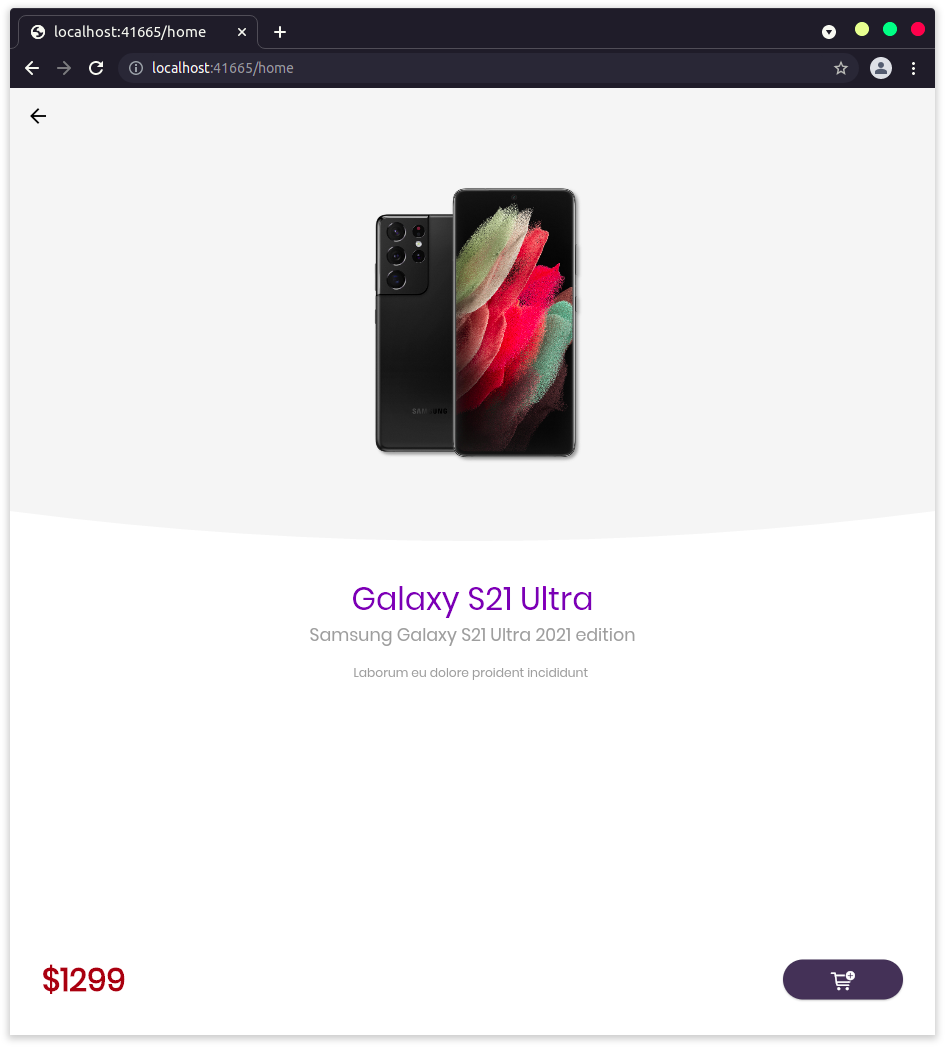 localhost:41665/home
localhost:41665/home
SAMSUNG
Galaxy S21 Ultra
Samsung Galaxy S21 Ultra 2021 edition
Laborum eu dolore proident incididunt
$1299